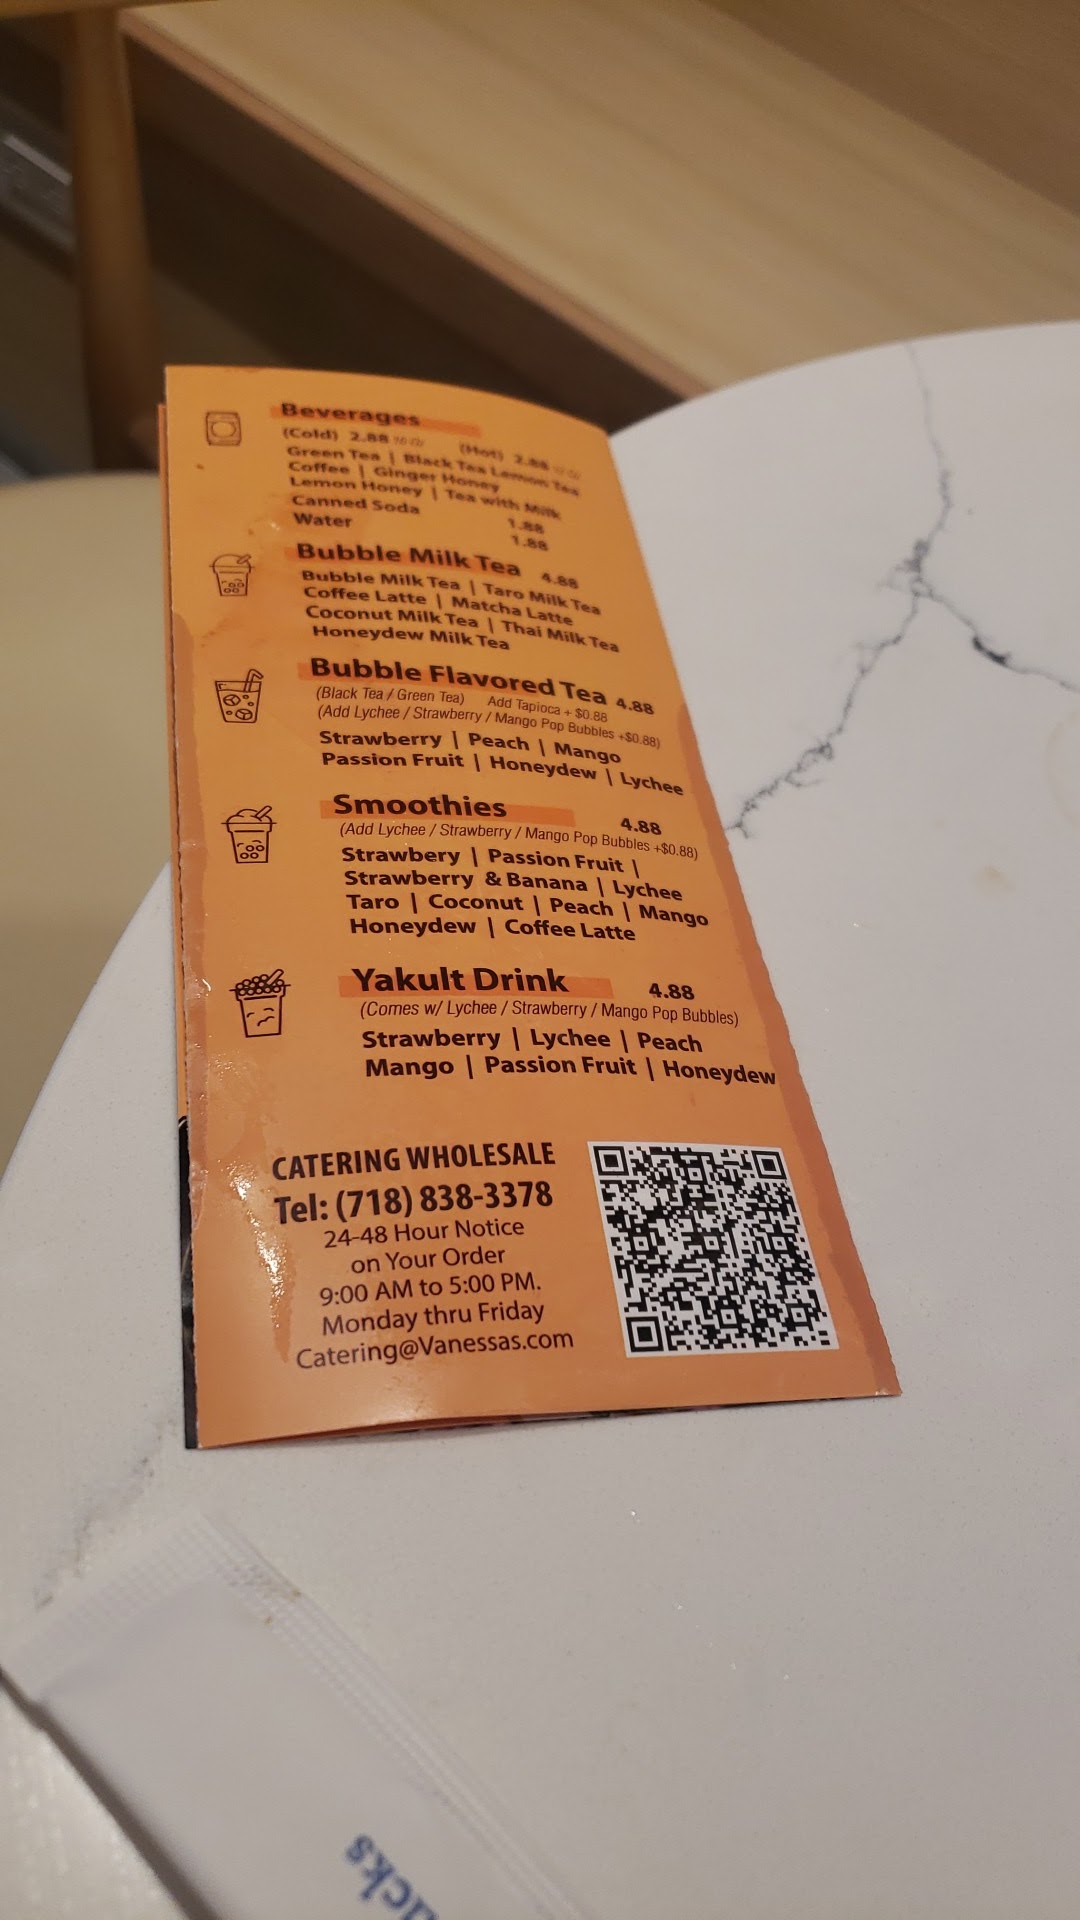 Beverages
(Cold) 2.88 (Hot) 2.88
Green Tea | Black Tea Lemon Tea
Coffee | Ginger Honey
Lemon Honey | Tea with Milk
Canned Soda 1.88
Water 1.88
Bubble Milk Tea 4.88
Bubble Milk Tea | Taro Milk Tea
Coffee Latte | Matcha Latte
Coconut Milk Tea | Thai Milk Tea
Honeydew Milk Tea
Bubble Flavored Tea 4.88
(Black Tea / Green Tea) Add Tapioca + $0.88
(Add Lychee / Strawberry / Mango Pop Bubbles +$0.88)
Strawberry | Peach | Mango
Passion Fruit | Honeydew | Lychee
Smoothies 4.88
(Add Lychee / Strawberry / Mango Pop Bubbles +$0.88)
Strawbery | Passion Fruit |
Strawberry & Banana | Lychee
Taro | Coconut | Peach | Mango
Honeydew | Coffee Latte
Yakult Drink 4.88
(Comes w/ Lychee / Strawberry / Mango Pop Bubbles)
Strawberry | Lychee | Peach
Mango | Passion Fruit | Honeydew
CATERING WHOLESALE
Tel: (718) 838-3378
24-48 Hour Notice
on Your Order
9:00 AM to 5:00 PM.
Monday thru Friday
Catering@Vanessas.com